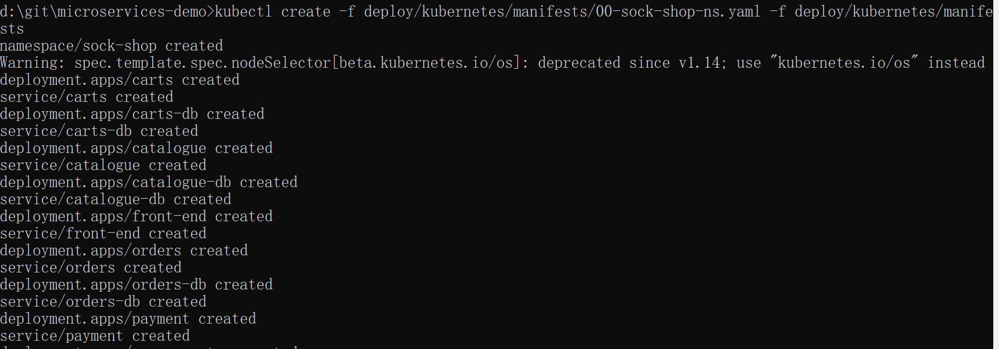 d:\git\microservices-demo>kubectl create -f deploy/kubernetes/manifests/00-sock-shop-ns.yaml -f deploy/kubernetes/manife
sts
namespace/sock-shop created
Warning: spec.template.spec.nodeSelector[beta.kubernetes.io/os]: deprecated since v1.14; use "kubernetes.io/os" instead
deployment.apps/carts created
service/carts created
deployment.apps/carts-db created
service/carts-db created
deployment.apps/catalogue created
service/catalogue created
deployment.apps/catalogue-db created
service/catalogue-db created
deployment.apps/front-end created
service/front-end created
deployment.apps/orders created
service/orders created
deployment.apps/orders-db created
service/orders-db created
deployment.apps/payment created
service/payment created